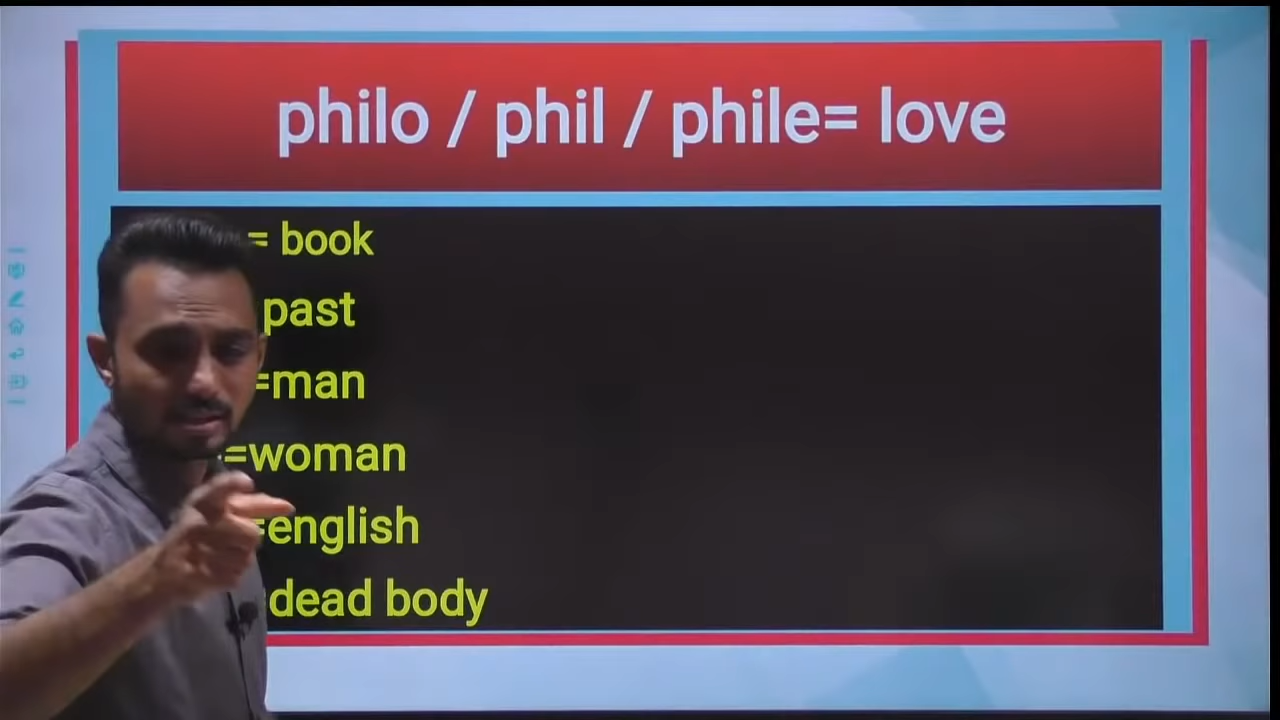 philo / phil / phile= love
= book
past
=man
=woman
=english
dead body